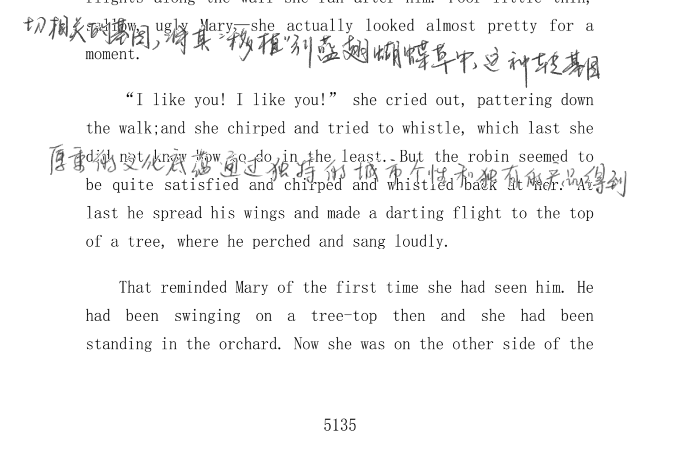 flights along the wall she ran after him. Poor little thin,
sallow, ugly Mary—she actually looked almost pretty for a
切相关的基因，将其“移植”到蓝翅蝴蝶草中，这种转基因
moment.
“I like you! I like you!” she cried out, pattering down
the walk;and she chirped and tried to whistle, which last she
did not know how to do in the least. But the robin seemed to
厚重的文化底蕴通过独特的城市个性和独有的产品得到
be quite satisfied and chirped and whistled back at her. At
last he spread his wings and made a darting flight to the top
of a tree, where he perched and sang loudly.
That reminded Mary of the first time she had seen him. He
had been swinging on a tree-top then and she had been
standing in the orchard. Now she was on the other side of the
5135